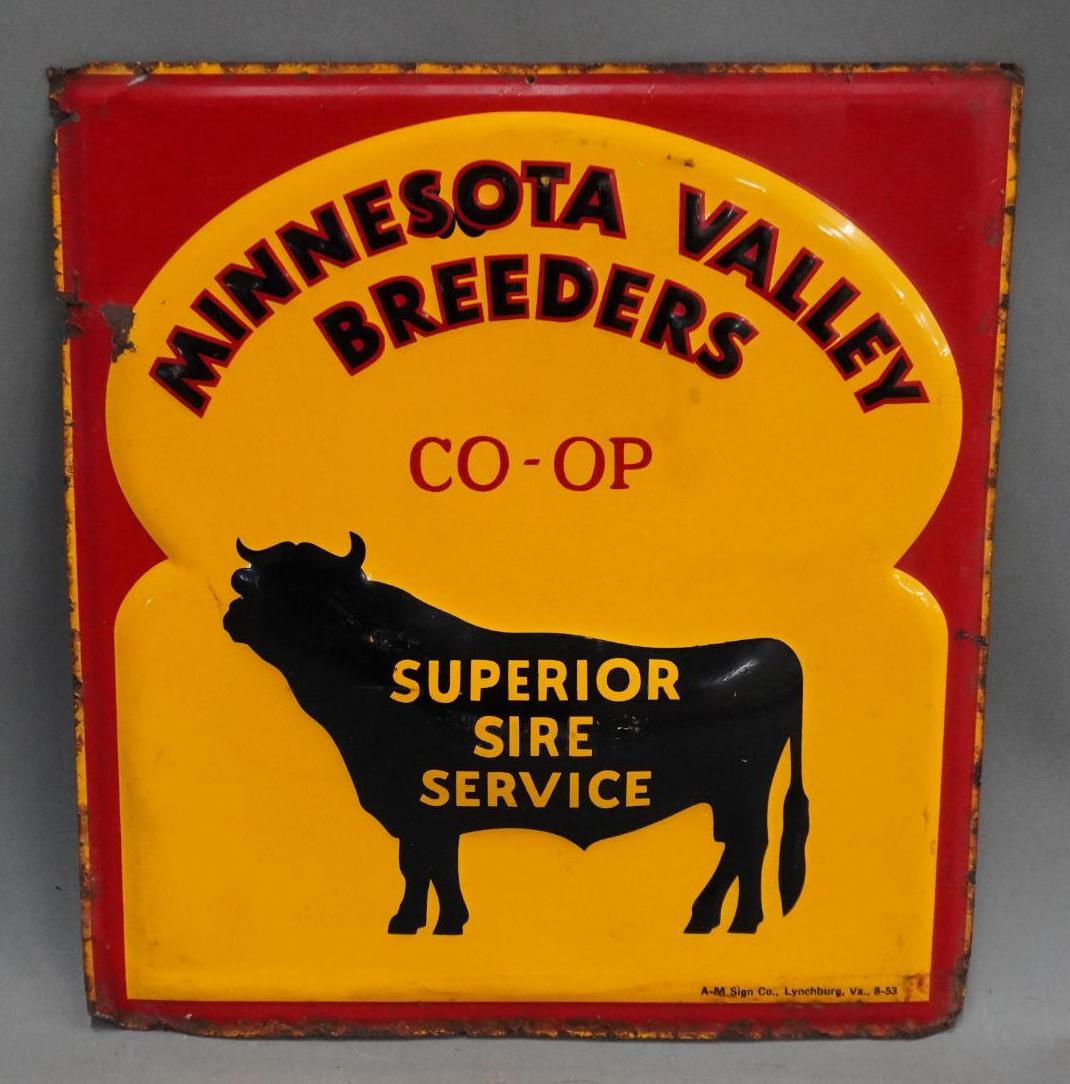 MINNESOTA VALLEY
BREEDERS
CO-OP
SUPERIOR
SIRE
SERVICE
A-M Sign Co., Lynchburg, Va., 8-53